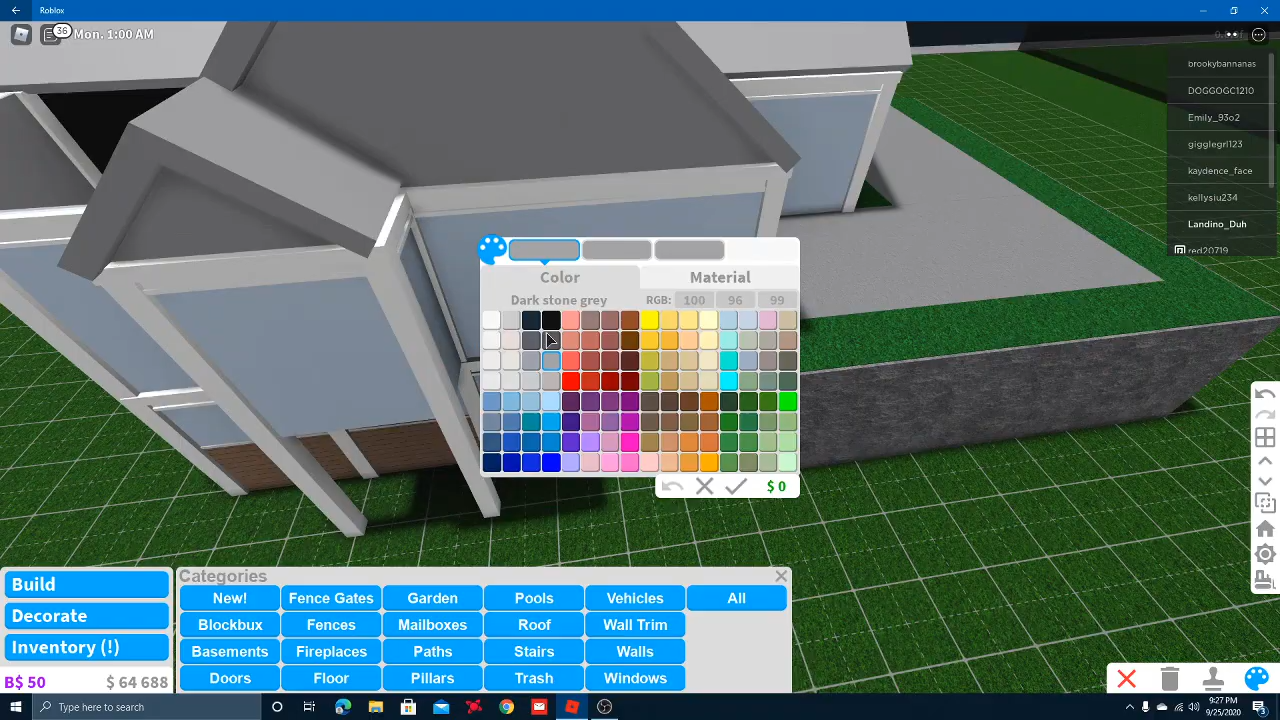 Roblox
36
Mon. 1:00 AM
brookybannanas
DOGGOGC1210
Emily_93o2
gigglegrl123
kaydence_face
kellysiu234
Landino_Duh
red20719
Color
Material
Dark stone grey
RGB: 100 96 99
$ 0
Build
Decorate
Inventory (!)
B$ 50
$ 64 688
Categories
New! Fence Gates Garden Pools Vehicles All
Blockbux Fences Mailboxes Roof Wall Trim
Basements Fireplaces Paths Stairs Walls
Doors Floor Pillars Trash Windows
Type here to search
9:27 PM
9/25/2020
3